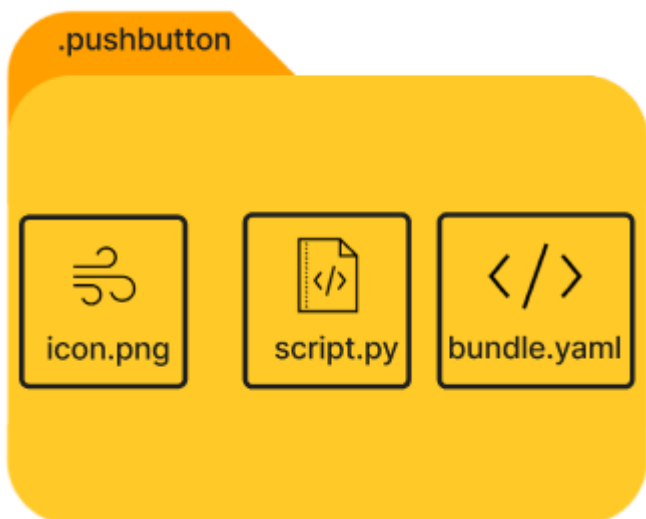 .pushbutton
</>
icon.png
script.py
</>
bundle.yaml